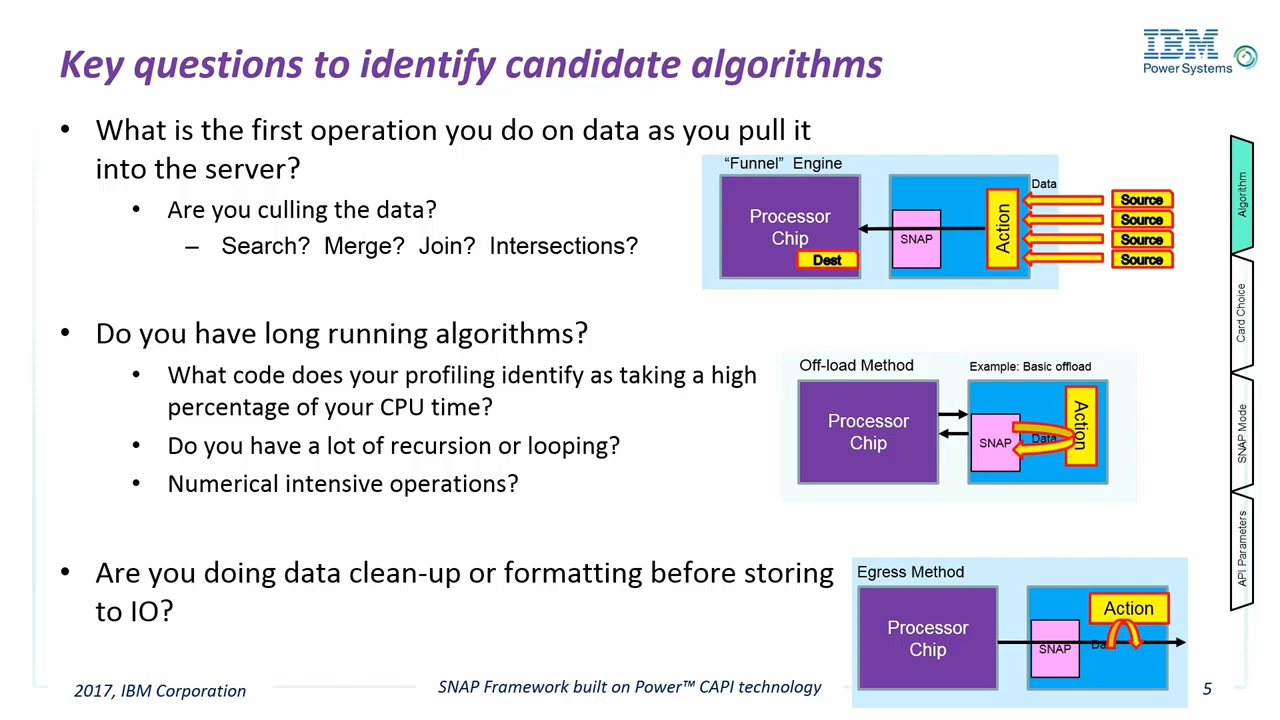 Key questions to identify candidate algorithms
IBM
Power Systems
• What is the first operation you do on data as you pull it
into the server?
• Are you culling the data?
– Search? Merge? Join? Intersections?
“Funnel” Engine
Processor
Chip
Dest
SNAP
Action
Data
Source
Source
Source
Source
• Do you have long running algorithms?
• What code does your profiling identify as taking a high
percentage of your CPU time?
• Do you have a lot of recursion or looping?
• Numerical intensive operations?
Off-load Method
Example: Basic offload
Processor
Chip
SNAP
Data
Action
• Are you doing data clean-up or formatting before storing
to IO?
Egress Method
Processor
Chip
SNAP
Action
Algorithm
Card Choice
SNAP Mode
API Parameters
2017, IBM Corporation
SNAP Framework built on Power™ CAPI technology
5